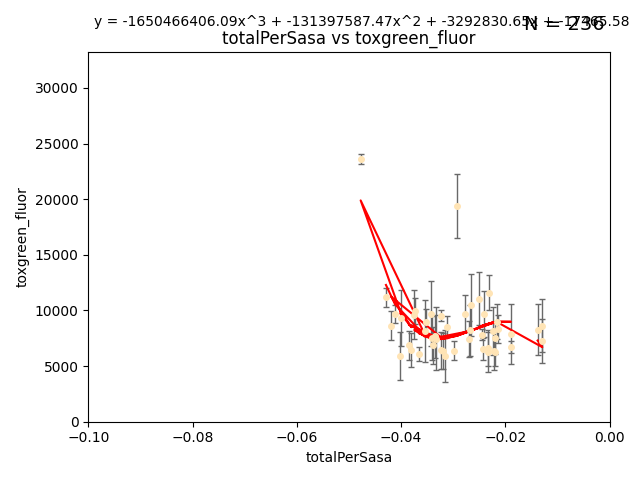 y = -1650466406.09x^3 + -131397587.47x^2 + -3292830.65x + -17465.58
N = 236
totalPerSasa vs toxgreen_fluor
toxgreen_fluor
30000
25000
20000
15000
10000
5000
0
−0.10
−0.08
−0.06
−0.04
−0.02
0.00
totalPerSasa